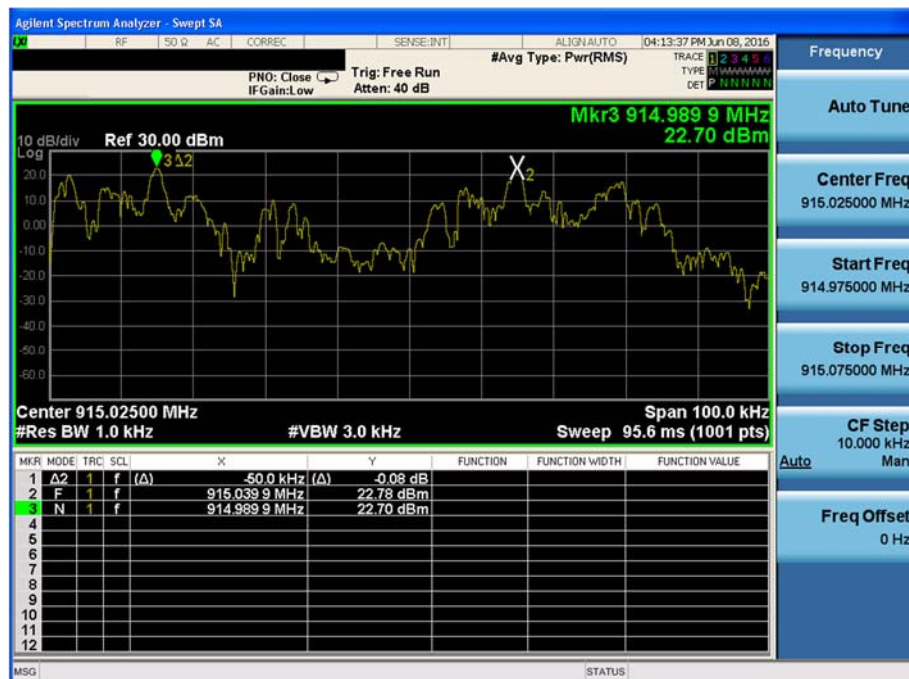 Agilent Spectrum Analyzer - Swept SA
RF 50 Ω AC CORREC SENSE:INT ALIGNAUTO 04:13:37 PM Jun 08, 2016
Frequency
#Avg Type: Pwr(RMS) TRACE 1 2 3 4 5 6
PNO: Close Trig: Free Run TYPE M WWWWW
IFGain:Low Atten: 40 dB DET P N N N N N
Auto Tune
Mkr3 914.989 9 MHz
10 dB/div Ref 30.00 dBm 22.70 dBm
Log
3 Δ2
X 2
20.0
10.0
0.00
-10.0
-20.0
-30.0
-40.0
-50.0
-60.0
Center Freq
915.025000 MHz
Start Freq
914.975000 MHz
Stop Freq
915.075000 MHz
Center 915.02500 MHz Span 100.0 kHz
#Res BW 1.0 kHz #VBW 3.0 kHz Sweep 95.6 ms (1001 pts)
CF Step
10.000 kHz
Auto Man
MKR MODE TRC SCL X Y FUNCTION FUNCTION WIDTH FUNCTION VALUE
1 Δ2 1 f (Δ) -50.0 kHz (Δ) -0.08 dB
2 F 1 f 915.039 9 MHz 22.78 dBm
3 N 1 f 914.989 9 MHz 22.70 dBm
4
5
6
7
8
9
10
11
12
Freq Offset
0 Hz
MSG STATUS